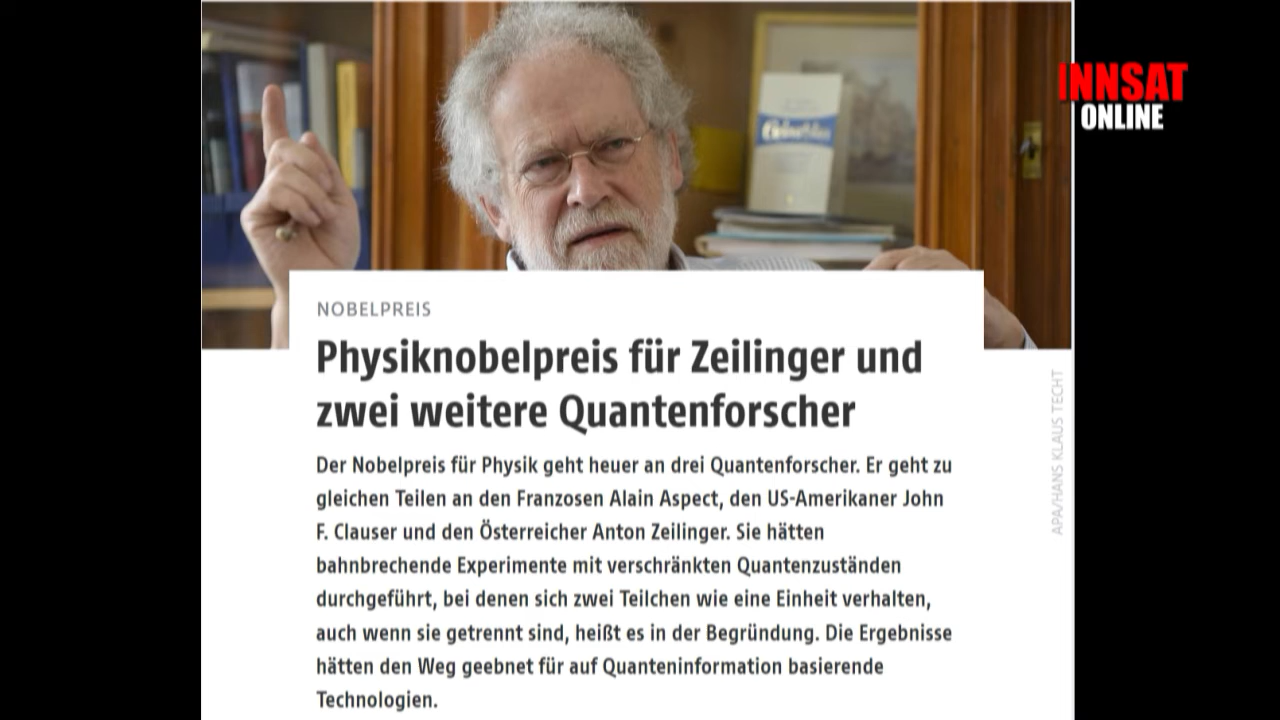 INNSAT
ONLINE
NOBELPREIS
Physiknobelpreis für Zeilinger und
zwei weitere Quantenforscher
Der Nobelpreis für Physik geht heuer an drei Quantenforscher. Er geht zu
gleichen Teilen an den Franzosen Alain Aspect, den US-Amerikaner John
F. Clauser und den Österreicher Anton Zeilinger. Sie hätten
bahnbrechende Experimente mit verschränkten Quantenzuständen
durchgeführt, bei denen sich zwei Teilchen wie eine Einheit verhalten,
auch wenn sie getrennt sind, heißt es in der Begründung. Die Ergebnisse
hätten den Weg geebnet für auf Quanteninformation basierende
Technologien.
APA/HANS KLAUS TECHT